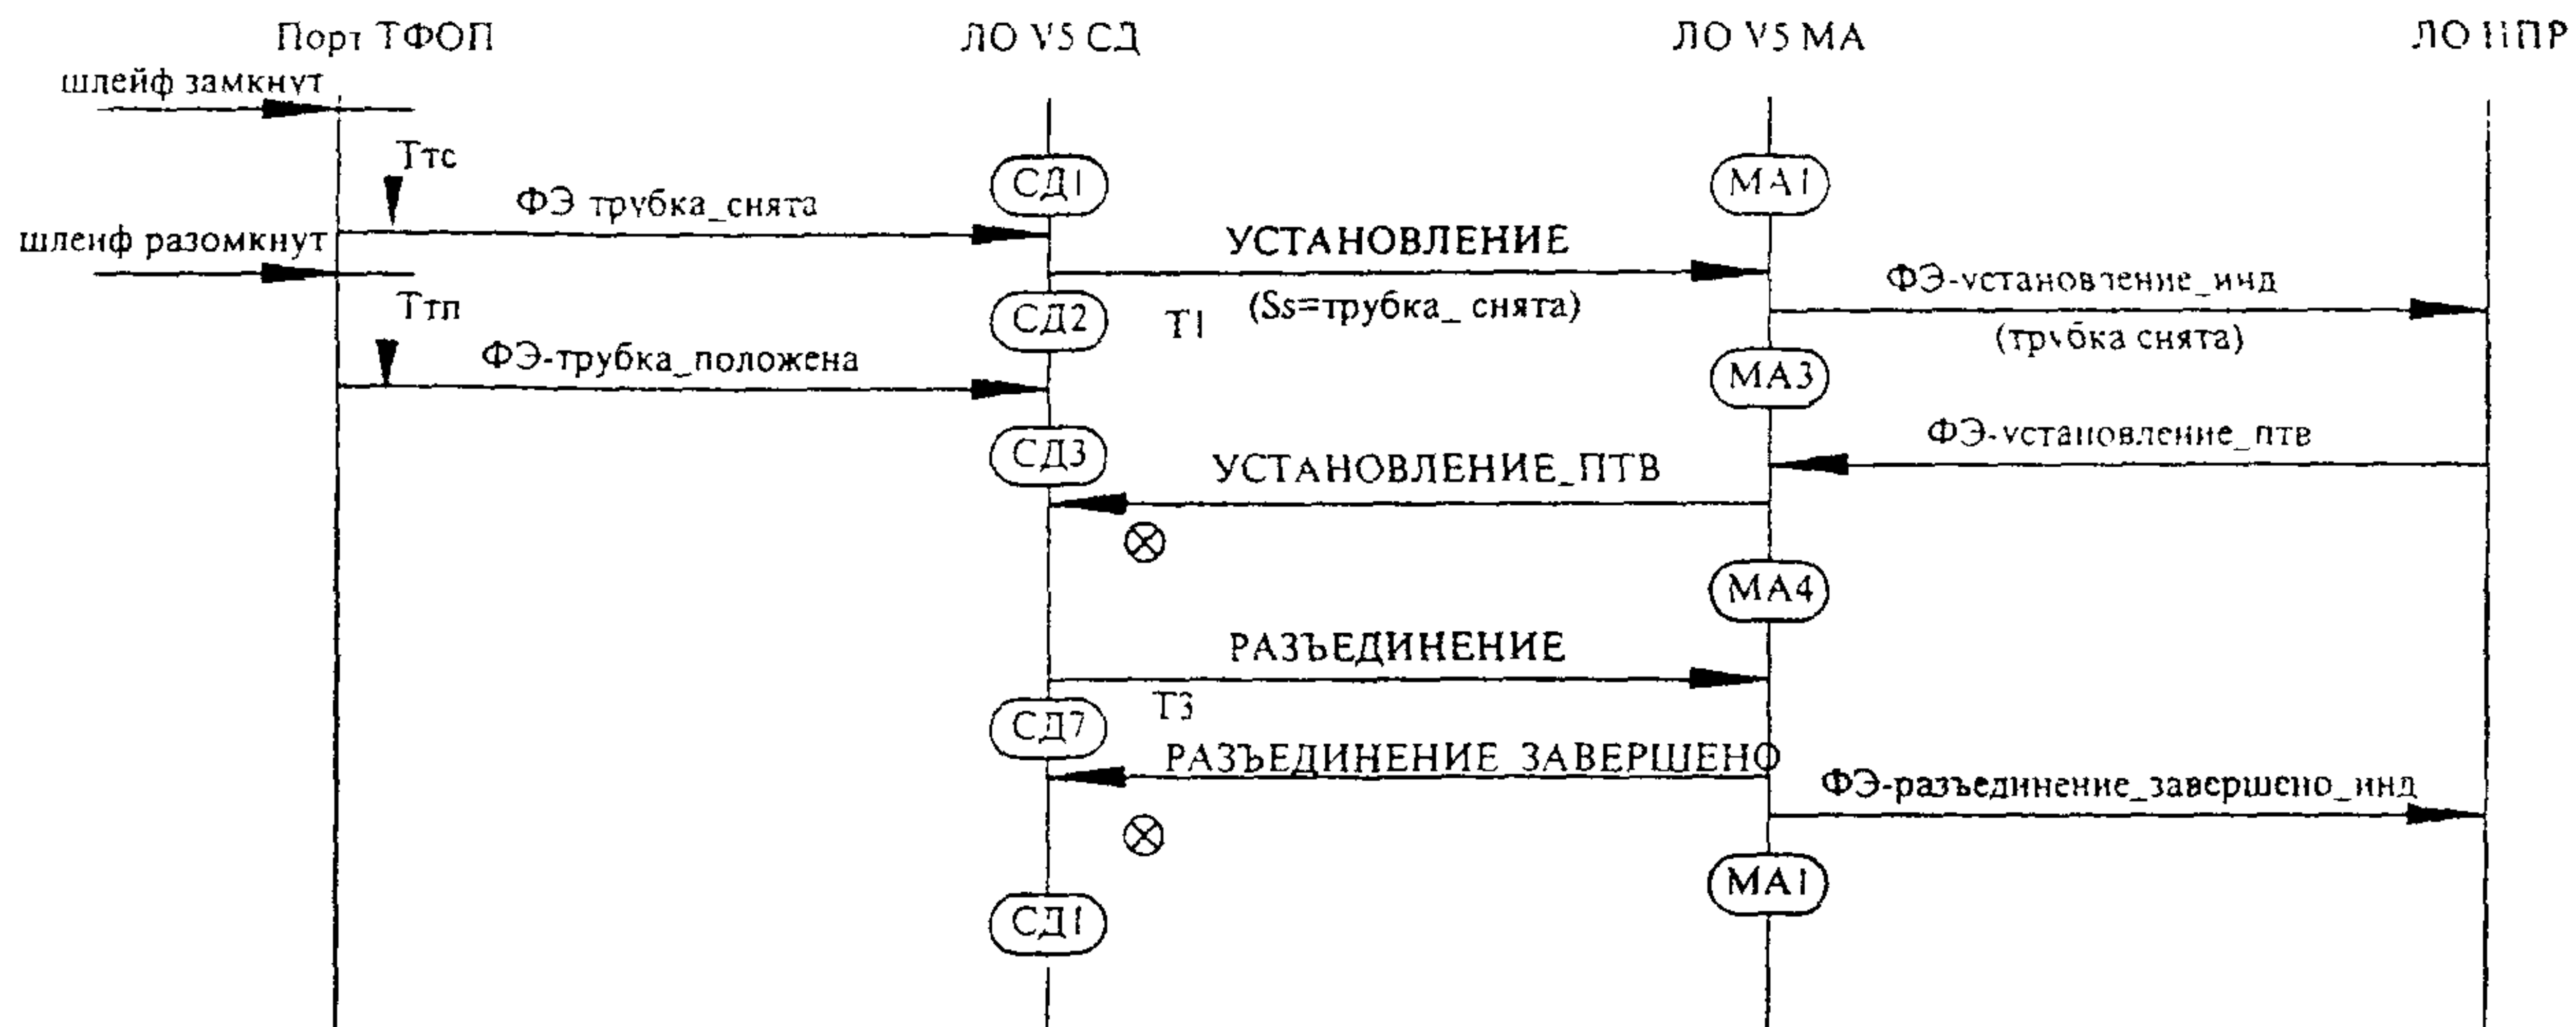 Порт ТФОП
ЛО V5 СД
ЛО V5 МА
ЛО НПР
шлейф замкнут
Ттс
СД1
МА1
ФЭ трубка_снята
шлейф разомкнут
УСТАНОВЛЕНИЕ
ФЭ-установление_инд
Ттп
СД2
Т1
(Ss=трубка_ снята)
(трубка снята)
ФЭ-трубка_положена
МА3
СД3
ФЭ-установление_птв
УСТАНОВЛЕНИЕ_ПТВ
МА4
РАЗЪЕДИНЕНИЕ
Т3
СД7
РАЗЪЕДИНЕНИЕ ЗАВЕРШЕНО
ФЭ-разъединение_завершено_инд
МА1
СД1